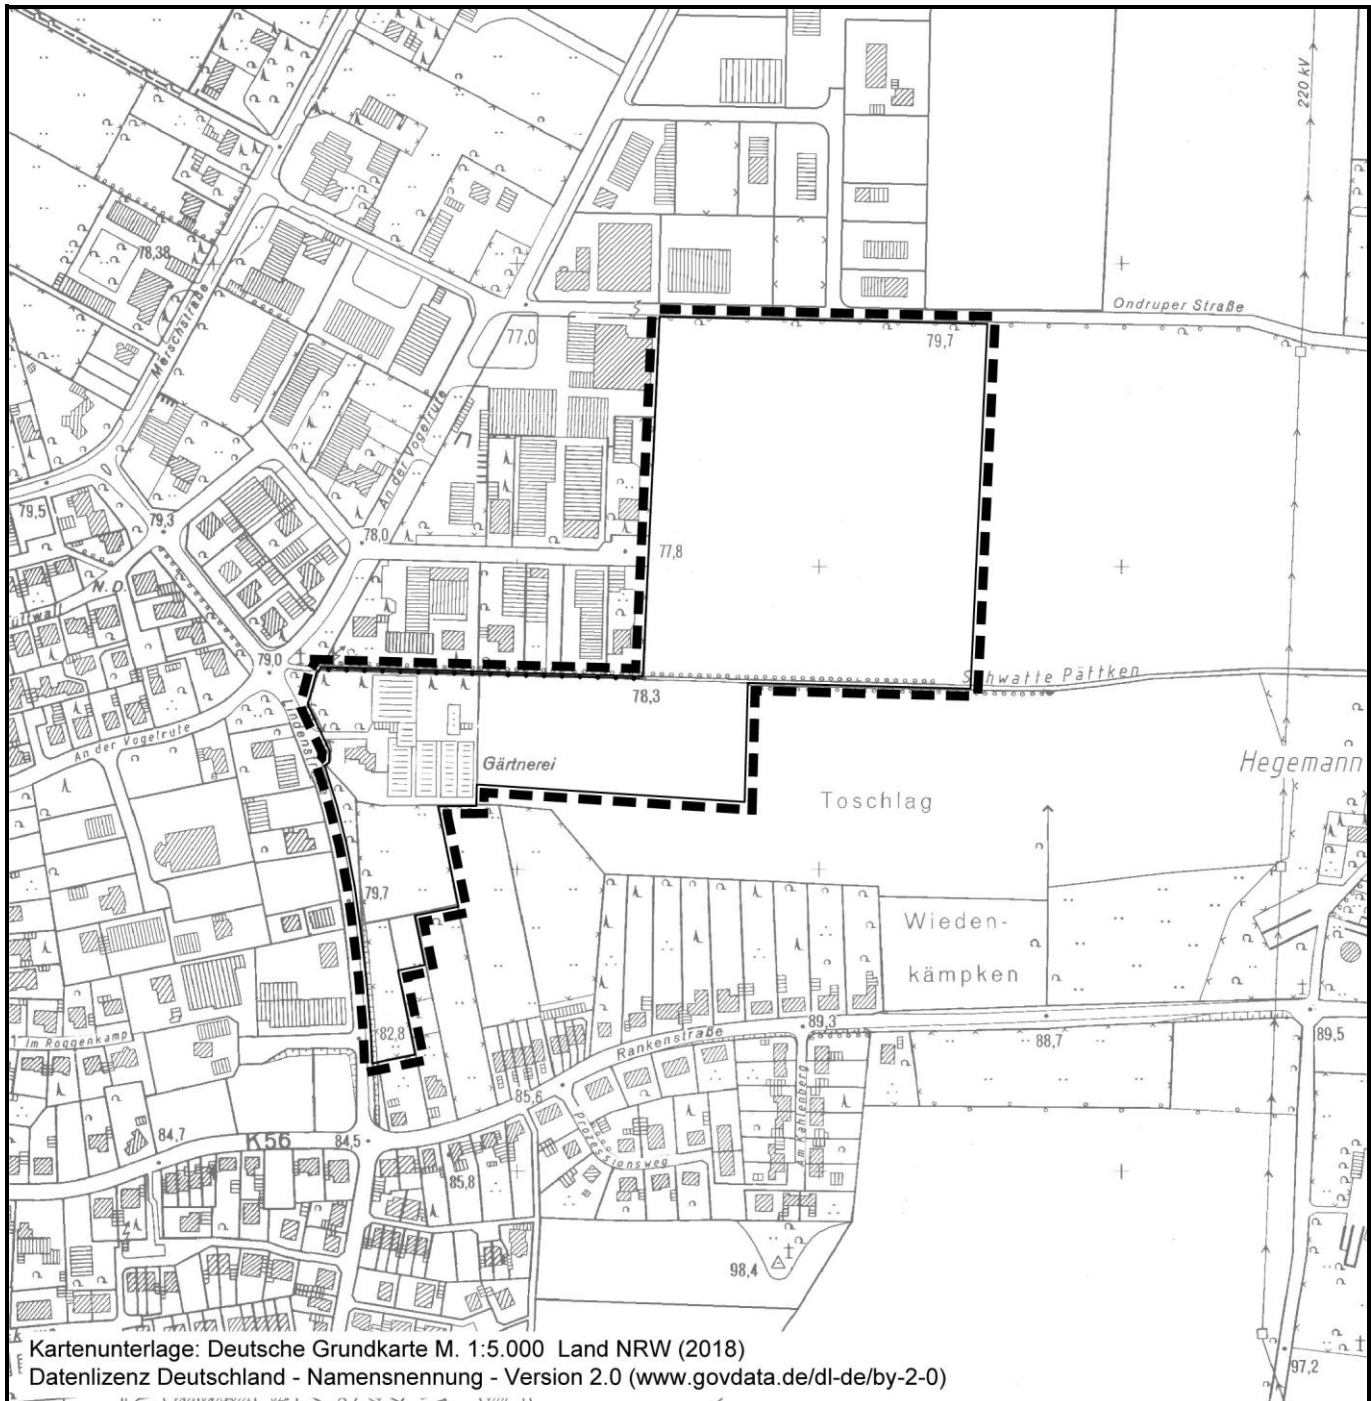 220 kV
78,38
Merschstraße
77,0
Ondruper Straße
79,7
An der Vogelrute
79,5
79,3
78,0
77,8
N.D.
79,0
78,3
Schwatte Pättken
An der Vogelrute
Gärtnerei
Hegemann
Toschlag
79,7
Wieden-
kämpken
82,8
Im Roggenkamp
Rankenstraße
89,3
88,7
89,5
85,6
Am Kahlenberg
Prozessionsweg
84,7
K56
84,5
85,8
98,4
97,2
Kartenunterlage: Deutsche Grundkarte M. 1:5.000 Land NRW (2018)
Datenlizenz Deutschland - Namensnennung - Version 2.0 (www.govdata.de/dl-de/by-2-0)